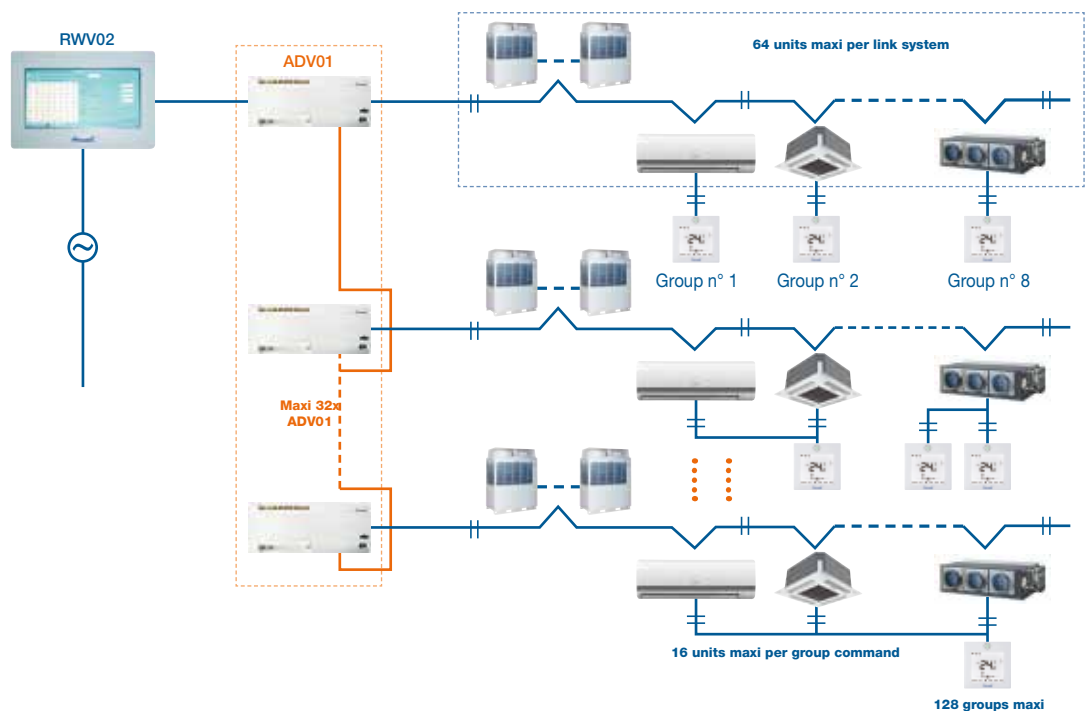 RWV02
ADV01
64 units maxi per link system
Group n° 1
Group n° 2
Group n° 8
Maxi 32x
ADV01
16 units maxi per group command
128 groups maxi